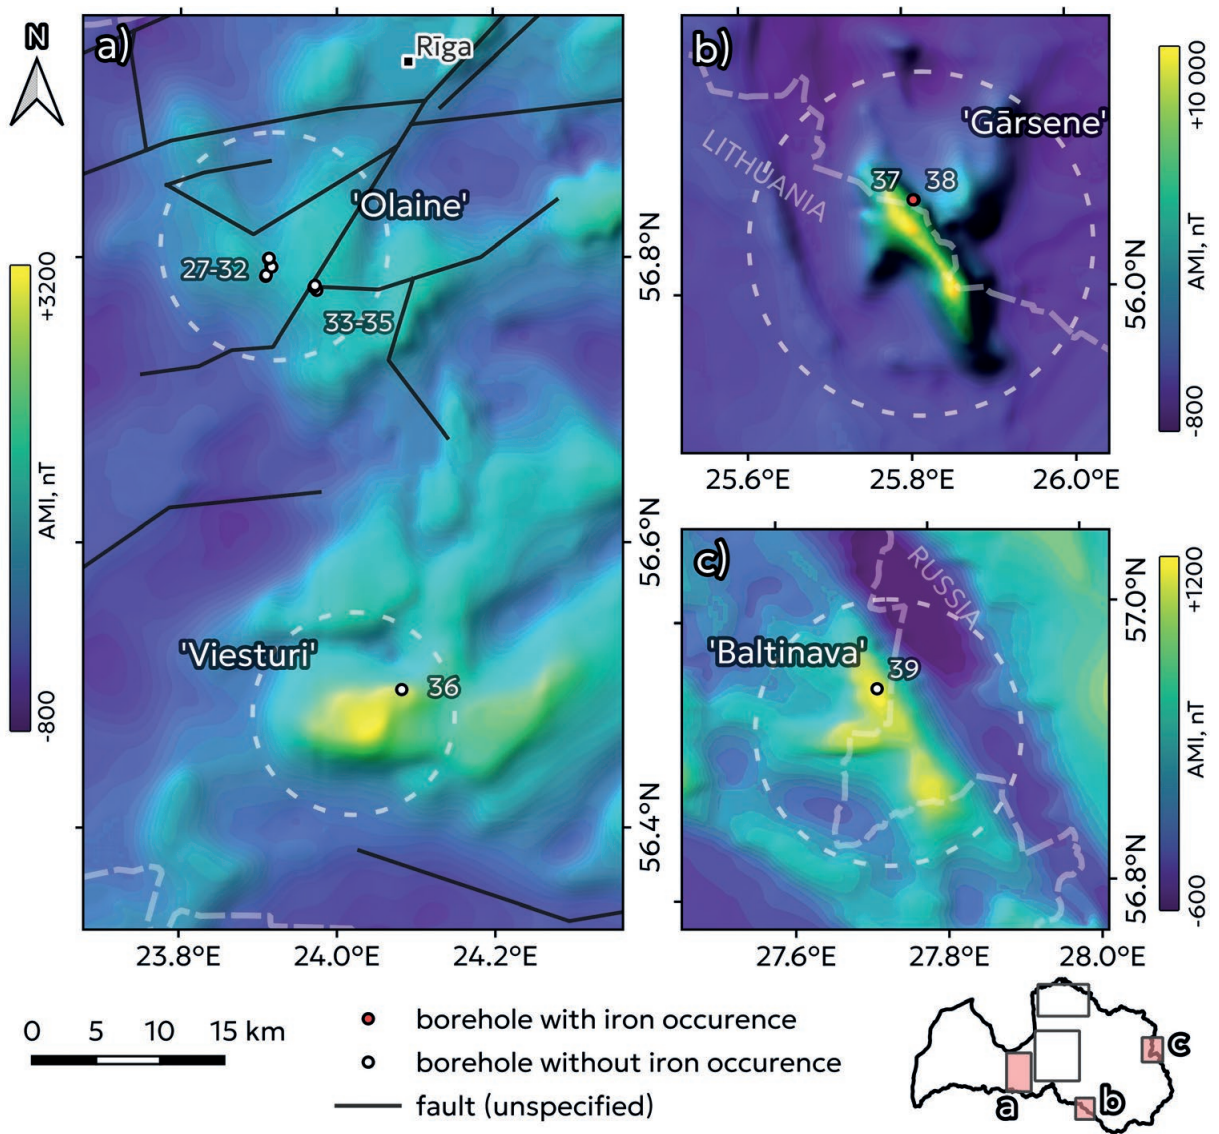 N
a)
Rīga
'Olaine'
27-32
33-35
'Viesturi'
36
+3200
AMI, nT
-800
56.8°N
56.6°N
56.4°N
23.8°E
24.0°E
24.2°E
b)
'Gārsene'
LITHUANIA
37
38
+10 000
AMI, nT
-800
56.0°N
25.6°E
25.8°E
26.0°E
c)
RUSSIA
'Baltinava'
39
+1200
AMI, nT
-600
57.0°N
56.8°N
27.6°E
27.8°E
28.0°E
0 5 10 15 km
borehole with iron occurence
borehole without iron occurence
fault (unspecified)
a
b
c